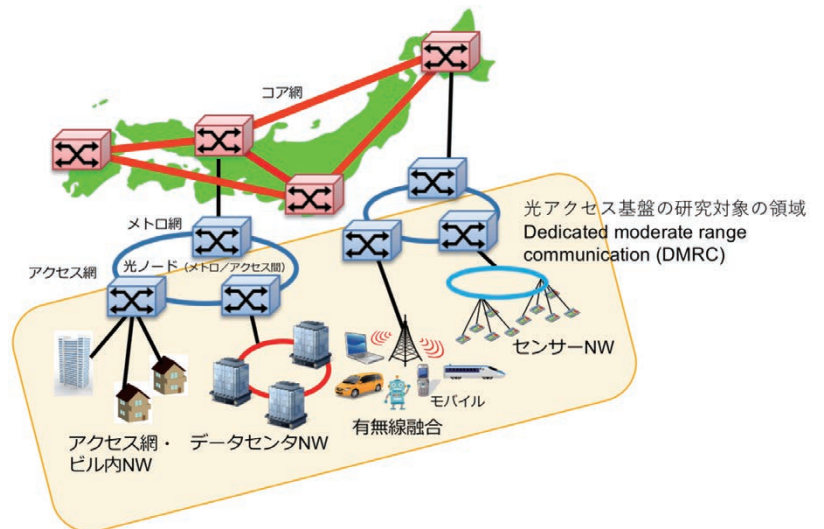 コア網
メトロ網
光アクセス基盤の研究対象の領域
Dedicated moderate range
communication (DMRC)
アクセス網
光ノード（メトロ／アクセス間）
センサーNW
モバイル
有無線融合
アクセス網・
ビル内NW
データセンタNW